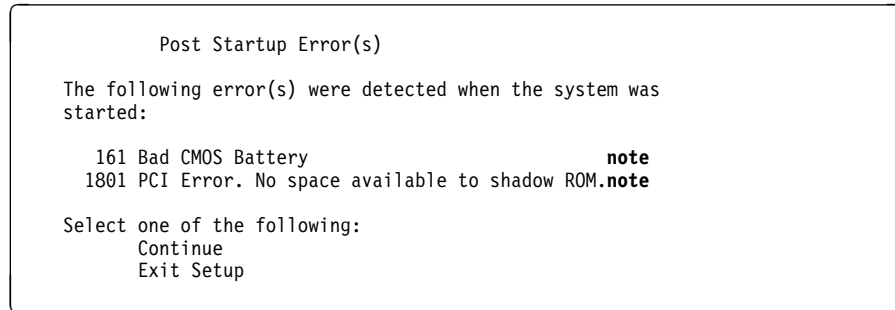 Post Startup Error(s)
The following error(s) were detected when the system was
started:
161 Bad CMOS Battery note
1801 PCI Error. No space available to shadow ROM.note
Select one of the following:
Continue
Exit Setup